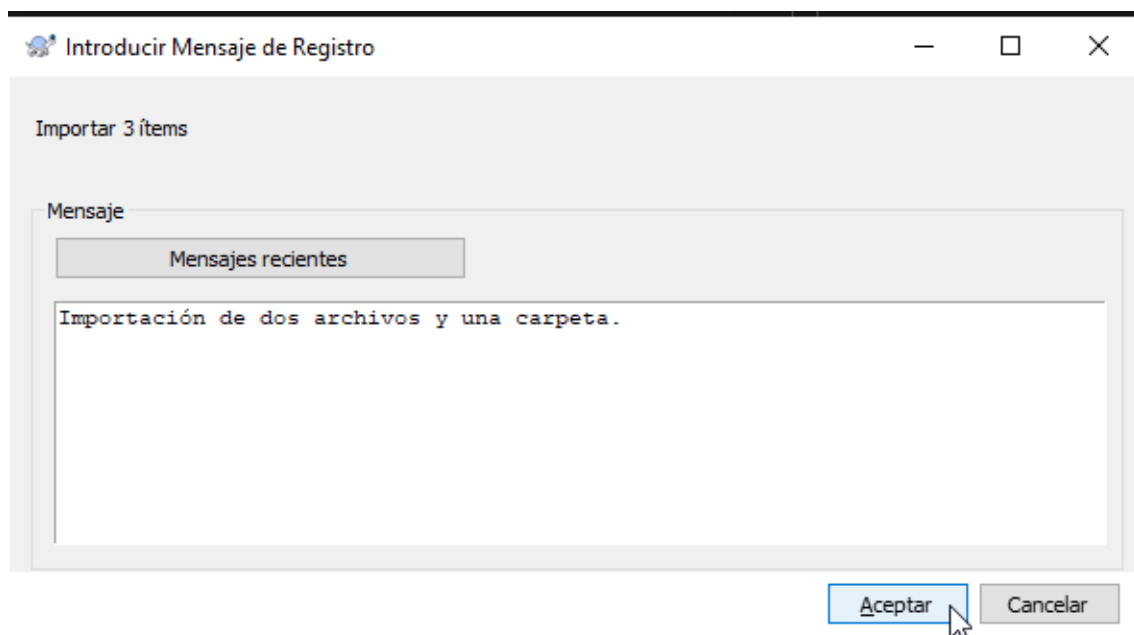 Introducir Mensaje de Registro
Importar 3 ítems
Mensaje
Mensajes recientes
Importación de dos archivos y una carpeta.
Aceptar
Cancelar